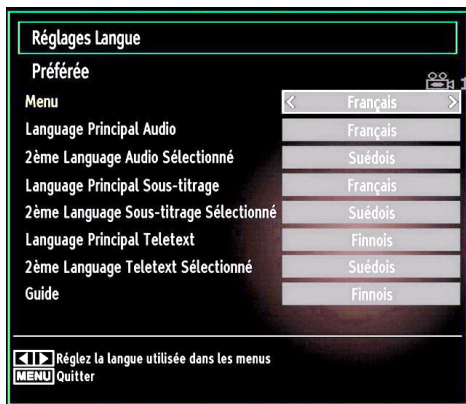 Réglages Langue
Préférée
1
Menu Français
Language Principal Audio Français
2ème Language Audio Sélectionné Suédois
Language Principal Sous-titrage Français
2ème Language Sous-titrage Sélectionné Suédois
Language Principal Teletext Finnois
2ème Language Teletext Sélectionné Suédois
Guide Finnois
Réglez la langue utilisée dans les menus
MENU Quitter